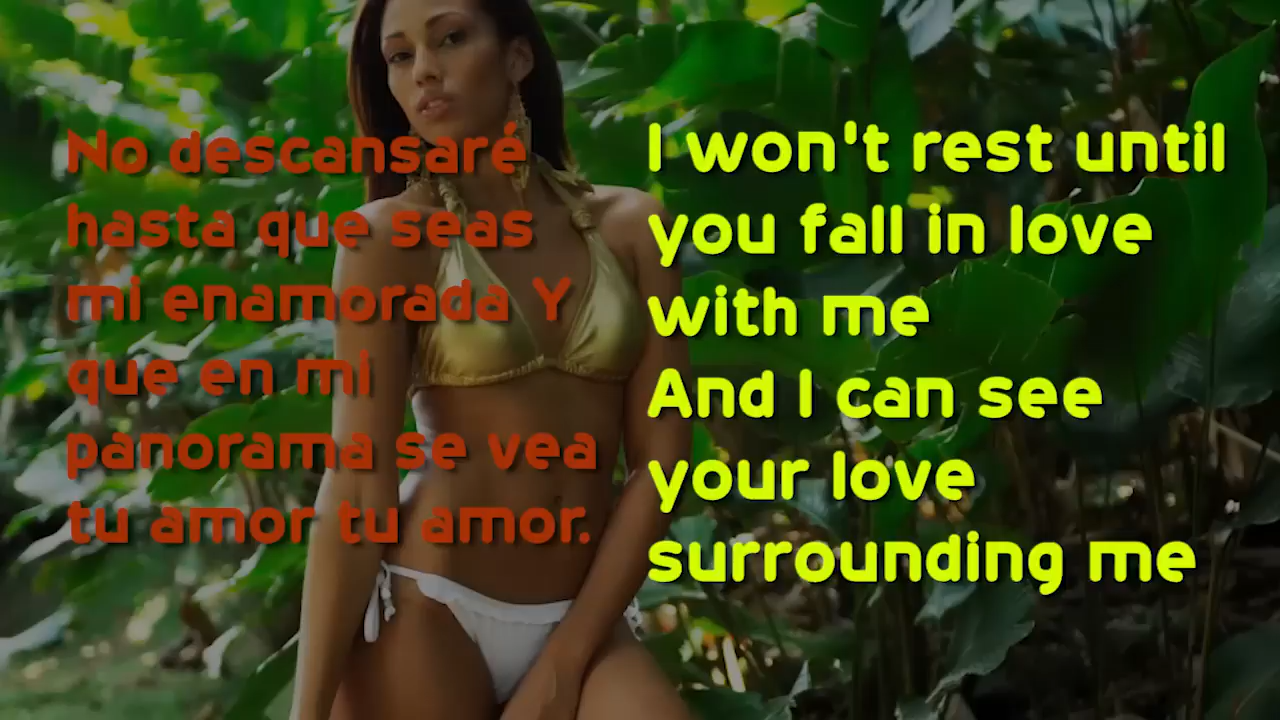 No descansaré
hasta que seas
mi enamorada Y
que en mi
panorama se vea
tu amor tu amor.
I won't rest until
you fall in love
with me
And I can see
your love
surrounding me